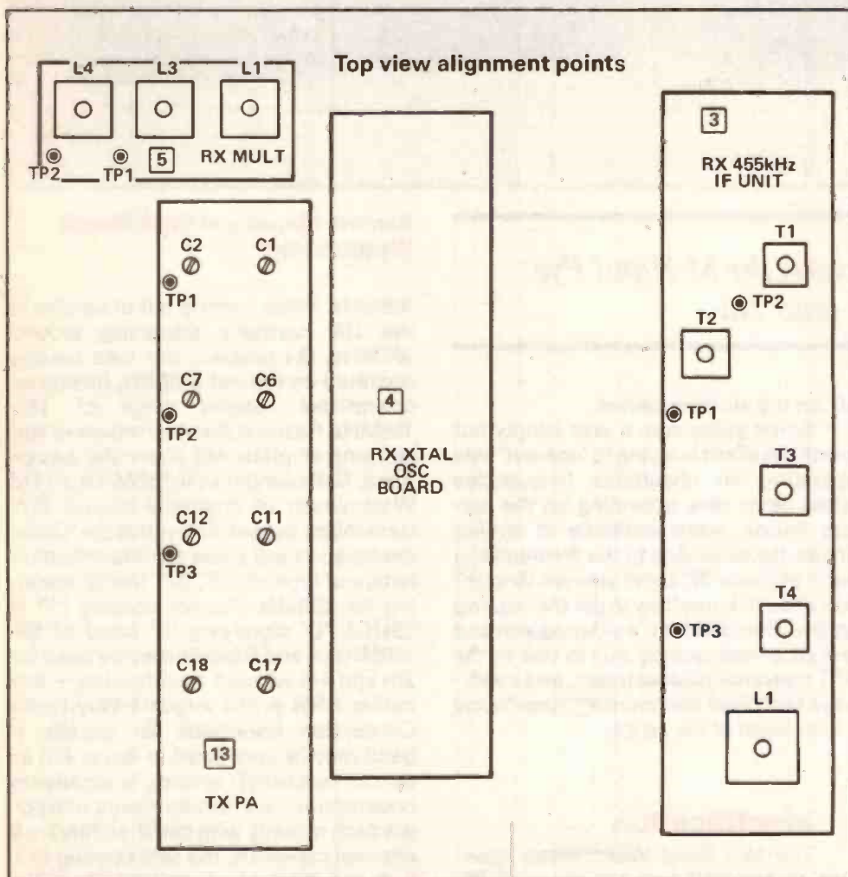 Top view alignment points
L4 L3 L1
TP2 TP1 5 RX MULT
C2 C1
TP1
C7 C6
TP2
C12 C11
TP3
C18 C17
13
TX PA
4
RX XTAL
OSC
BOARD
3
RX 455kHz
IF UNIT
T1
TP2
T2
TP1
T3
T4
TP3
L1